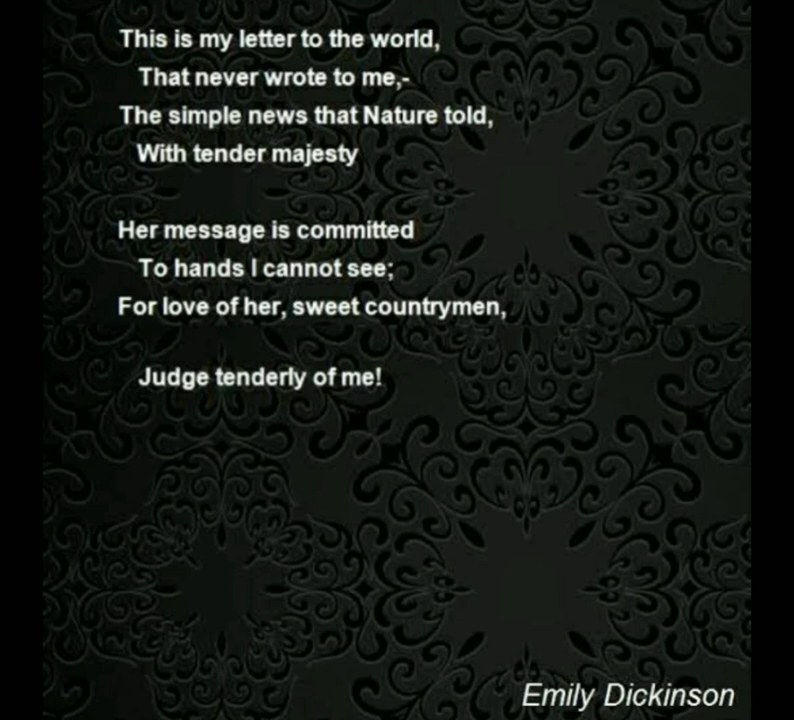 This is my letter to the world,
That never wrote to me,-
The simple news that Nature told,
With tender majesty
Her message is committed
To hands I cannot see;
For love of her, sweet countrymen,
Judge tenderly of me!
Emily Dickinson